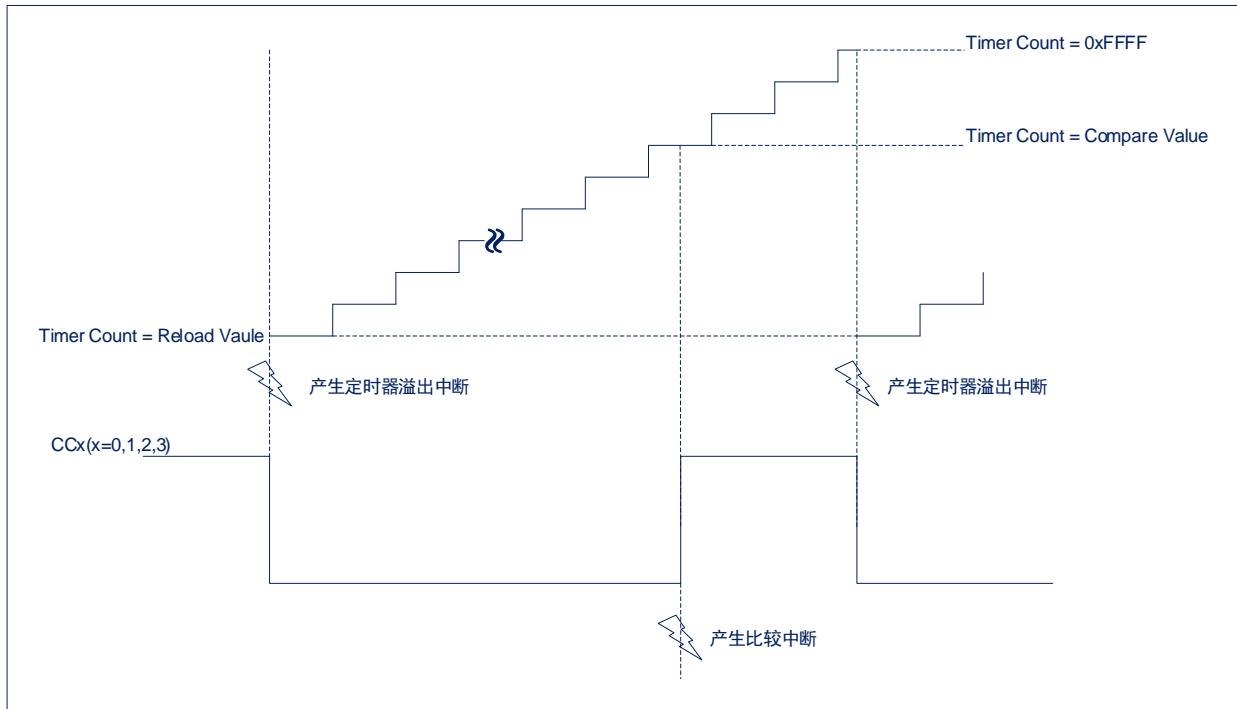 Timer Count = 0xFFFF
Timer Count = Compare Value
Timer Count = Reload Vaule
产生定时器溢出中断
产生定时器溢出中断
CCx(x=0,1,2,3)
产生比较中断